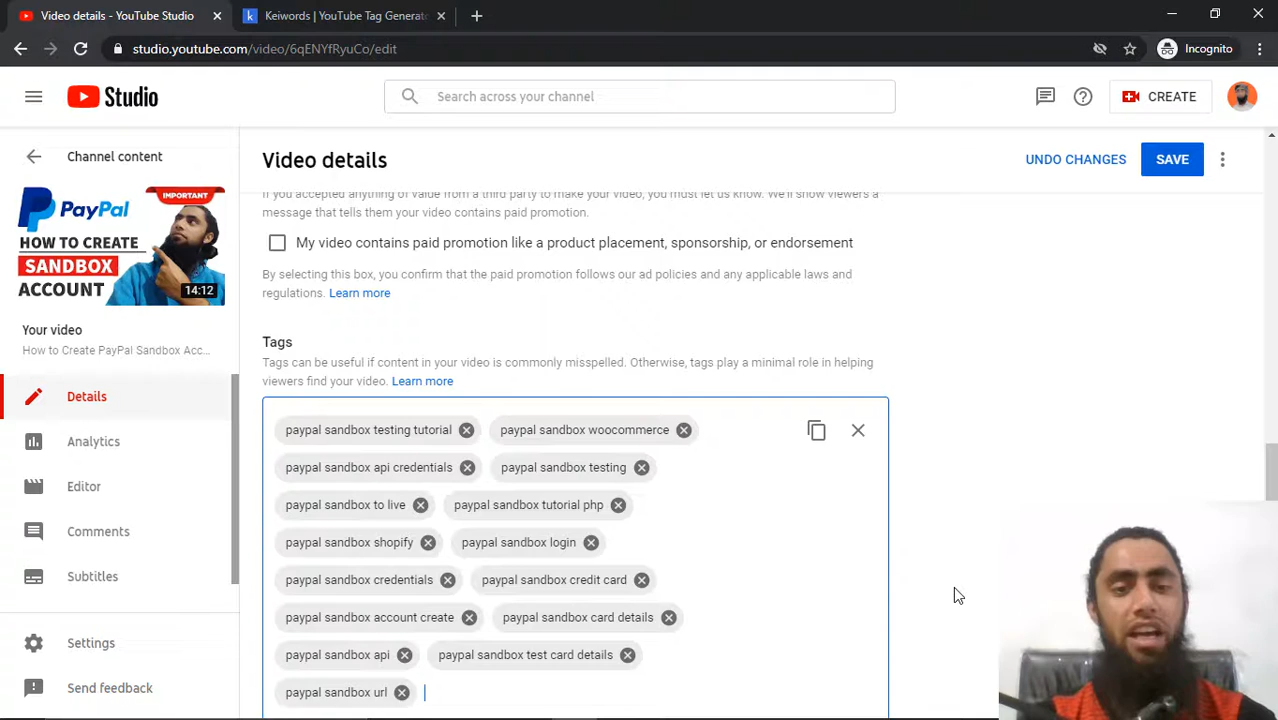 Video details - YouTube Studio
Keiwords | YouTube Tag Generat
studio.youtube.com/video/6qENYfRyuCo/edit
Incognito
Studio
Search across your channel
CREATE
Channel content
Video details
UNDO CHANGES
SAVE
IMPORTANT
PayPal
HOW TO CREATE
SANDBOX
ACCOUNT
14:12
Your video
How to Create PayPal Sandbox Acc...
Details
Analytics
Editor
Comments
Subtitles
Settings
Send feedback
If you accepted anything of value from a third party to make your video, you must let us know. We'll show viewers a
message that tells them your video contains paid promotion.
My video contains paid promotion like a product placement, sponsorship, or endorsement
By selecting this box, you confirm that the paid promotion follows our ad policies and any applicable laws and
regulations. Learn more
Tags
Tags can be useful if content in your video is commonly misspelled. Otherwise, tags play a minimal role in helping
viewers find your video. Learn more
paypal sandbox testing tutorial paypal sandbox woocommerce
paypal sandbox api credentials paypal sandbox testing
paypal sandbox to live paypal sandbox tutorial php
paypal sandbox shopify paypal sandbox login
paypal sandbox credentials paypal sandbox credit card
paypal sandbox account create paypal sandbox card details
paypal sandbox api paypal sandbox test card details
paypal sandbox url